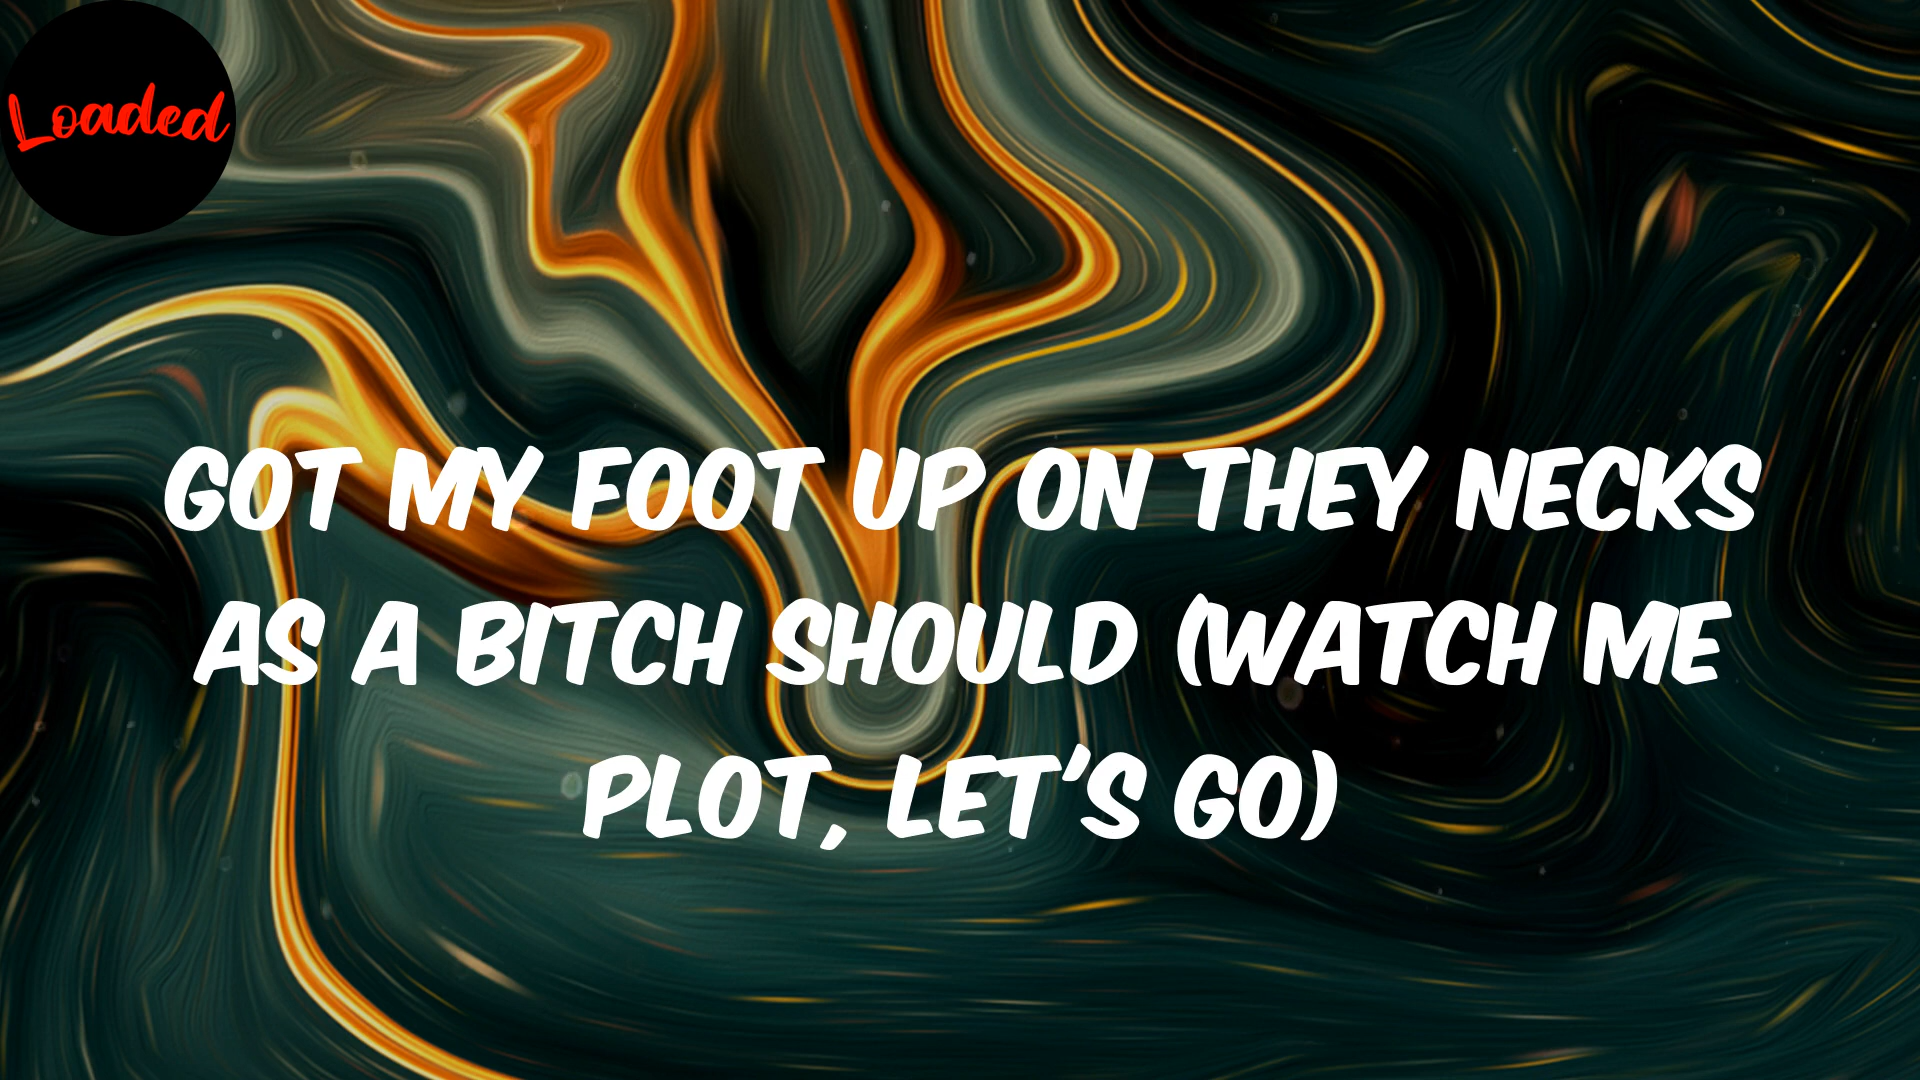 Loaded
GOT MY FOOT UP ON THEY NECKS
AS A BITCH SHOULD (WATCH ME
PLOT, LET'S GO)